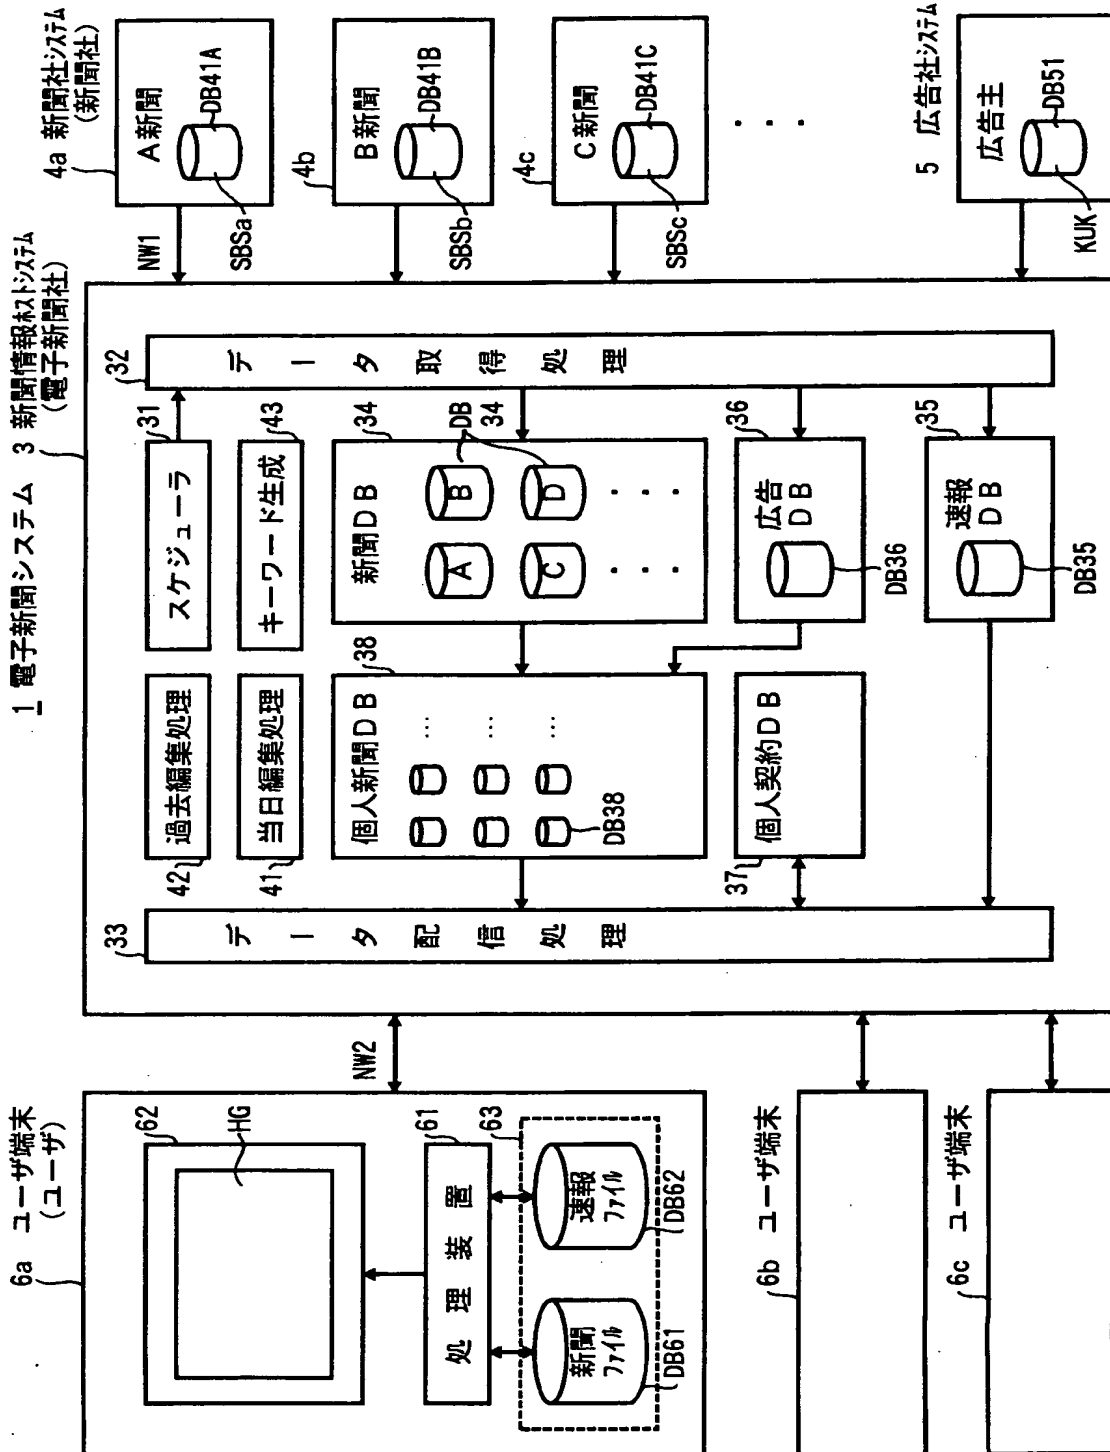 1 電子新聞システム
6a ユーザ端末
(ユーザ)
62
HG
61
処理装置
63
新聞
ファイル
DB61
速報
ファイル
DB62
6b ユーザ端末
6c ユーザ端末
NW2
3 新聞情報ホストシステム
(電子新聞社)
33
データ配信処理
42
過去編集処理
41
当日編集処理
38
個人新聞DB
… 
… 
… 
DB38
37
個人契約DB
31
スケジューラ
43
キーワード生成
34
新聞DB
A
B
C
D
DB
34
・・・
・・・
36
広告
DB
DB36
35
速報
DB
DB35
32
データ取得処理
NW1
4a 新聞社システム
(新聞社)
A新聞
DB41A
SBSa
4b
B新聞
DB41B
SBSb
4c
C新聞
DB41C
SBSc
・・・
5 広告社システム
広告主
DB51
KUK